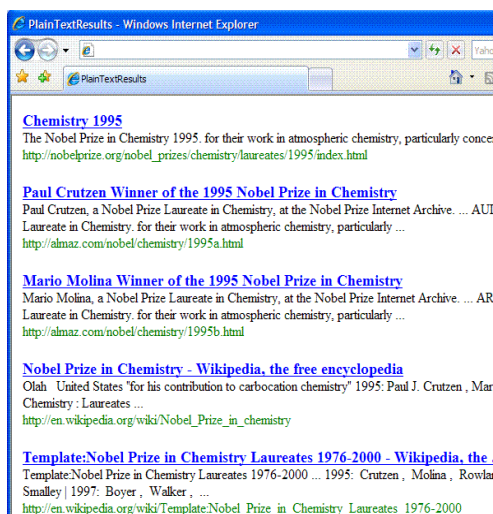 PlainTextResults - Windows Internet Explorer
Yahoo
PlainTextResults
Chemistry 1995
The Nobel Prize in Chemistry 1995. for their work in atmospheric chemistry, particularly conce
http://nobelprize.org/nobel_prizes/chemistry/laureates/1995/index.html
Paul Crutzen Winner of the 1995 Nobel Prize in Chemistry
Paul Crutzen, a Nobel Prize Laureate in Chemistry, at the Nobel Prize Internet Archive. ... AUD
Laureate in Chemistry. for their work in atmospheric chemistry, particularly ...
http://almaz.com/nobel/chemistry/1995a.html
Mario Molina Winner of the 1995 Nobel Prize in Chemistry
Mario Molina, a Nobel Prize Laureate in Chemistry, at the Nobel Prize Internet Archive. ... AR
Laureate in Chemistry. for their work in atmospheric chemistry, particularly ...
http://almaz.com/nobel/chemistry/1995b.html
Nobel Prize in Chemistry - Wikipedia, the free encyclopedia
Olah United States "for his contribution to carbocation chemistry" 1995: Paul J. Crutzen , Mar
Chemistry : Laureates ...
http://en.wikipedia.org/wiki/Nobel_Prize_in_chemistry
Template:Nobel Prize in Chemistry Laureates 1976-2000 - Wikipedia, the .
Template:Nobel Prize in Chemistry Laureates 1976-2000 ... 1995: Crutzen , Molina , Rowlan
Smalley | 1997: Boyer , Walker , ...
http://en.wikipedia.org/wiki/Template:Nobel_Prize_in_Chemistry_Laureates_1976-2000